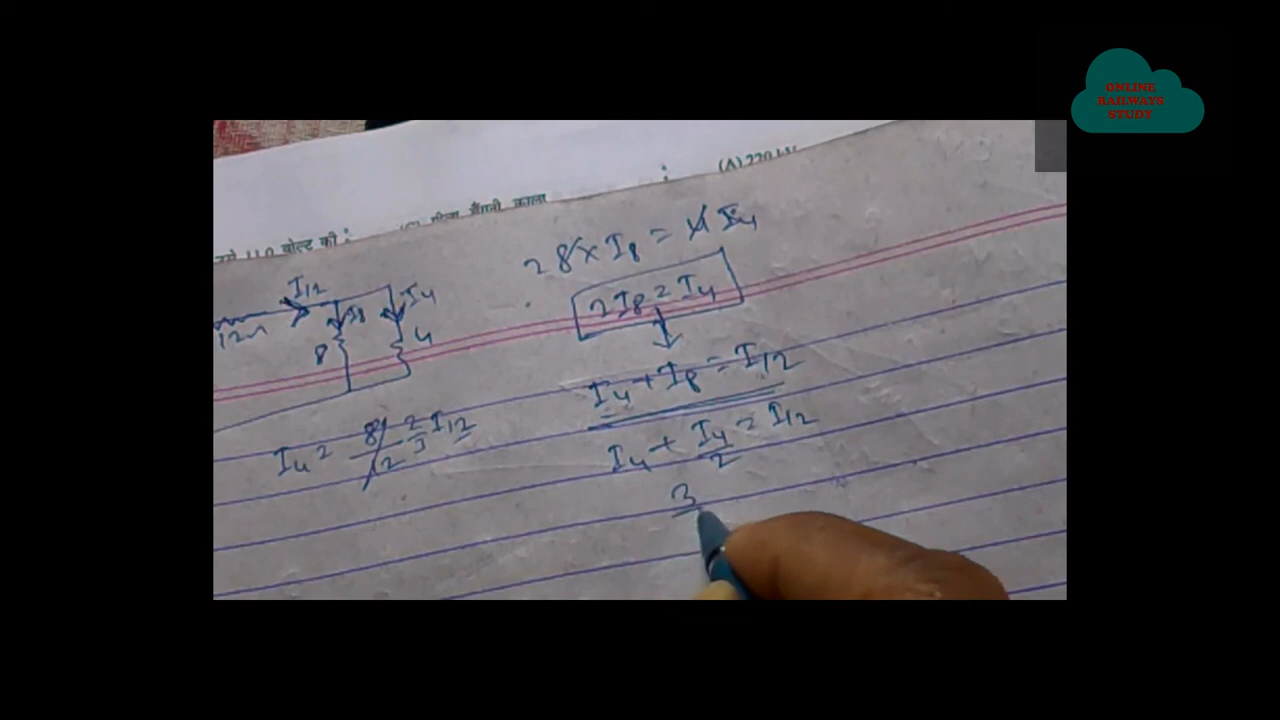 ONLINE
RAILWAYS
STUDY
(A) 220
110 वोल्ट की :
2 8 x I8 = 4 I4
2I8 = I4
I12
I8
I4
12Ω
8
4
I4 + I8 = I12
I4 = 8/12 2/3 I12
I4 + I4/2 = I12
3